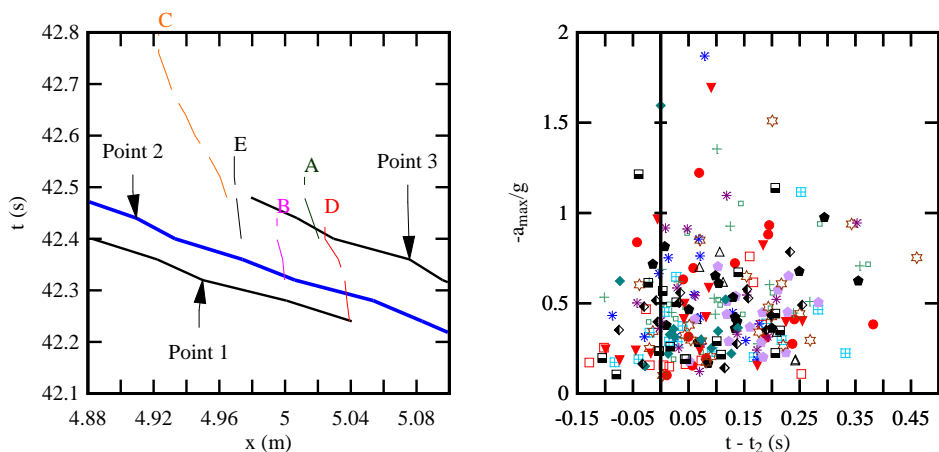 C
42.8
42.7
42.6
42.5
42.4
42.3
42.2
42.1
t (s)
Point 2
E
A
B
D
Point 3
Point 1
4.88
4.92
4.96
5
5.04
5.08
x (m)
2
1.5
1
0.5
0
-a_max/g
-0.15
-0.05
0.05
0.15
0.25
0.35
0.45
t - t_2 (s)